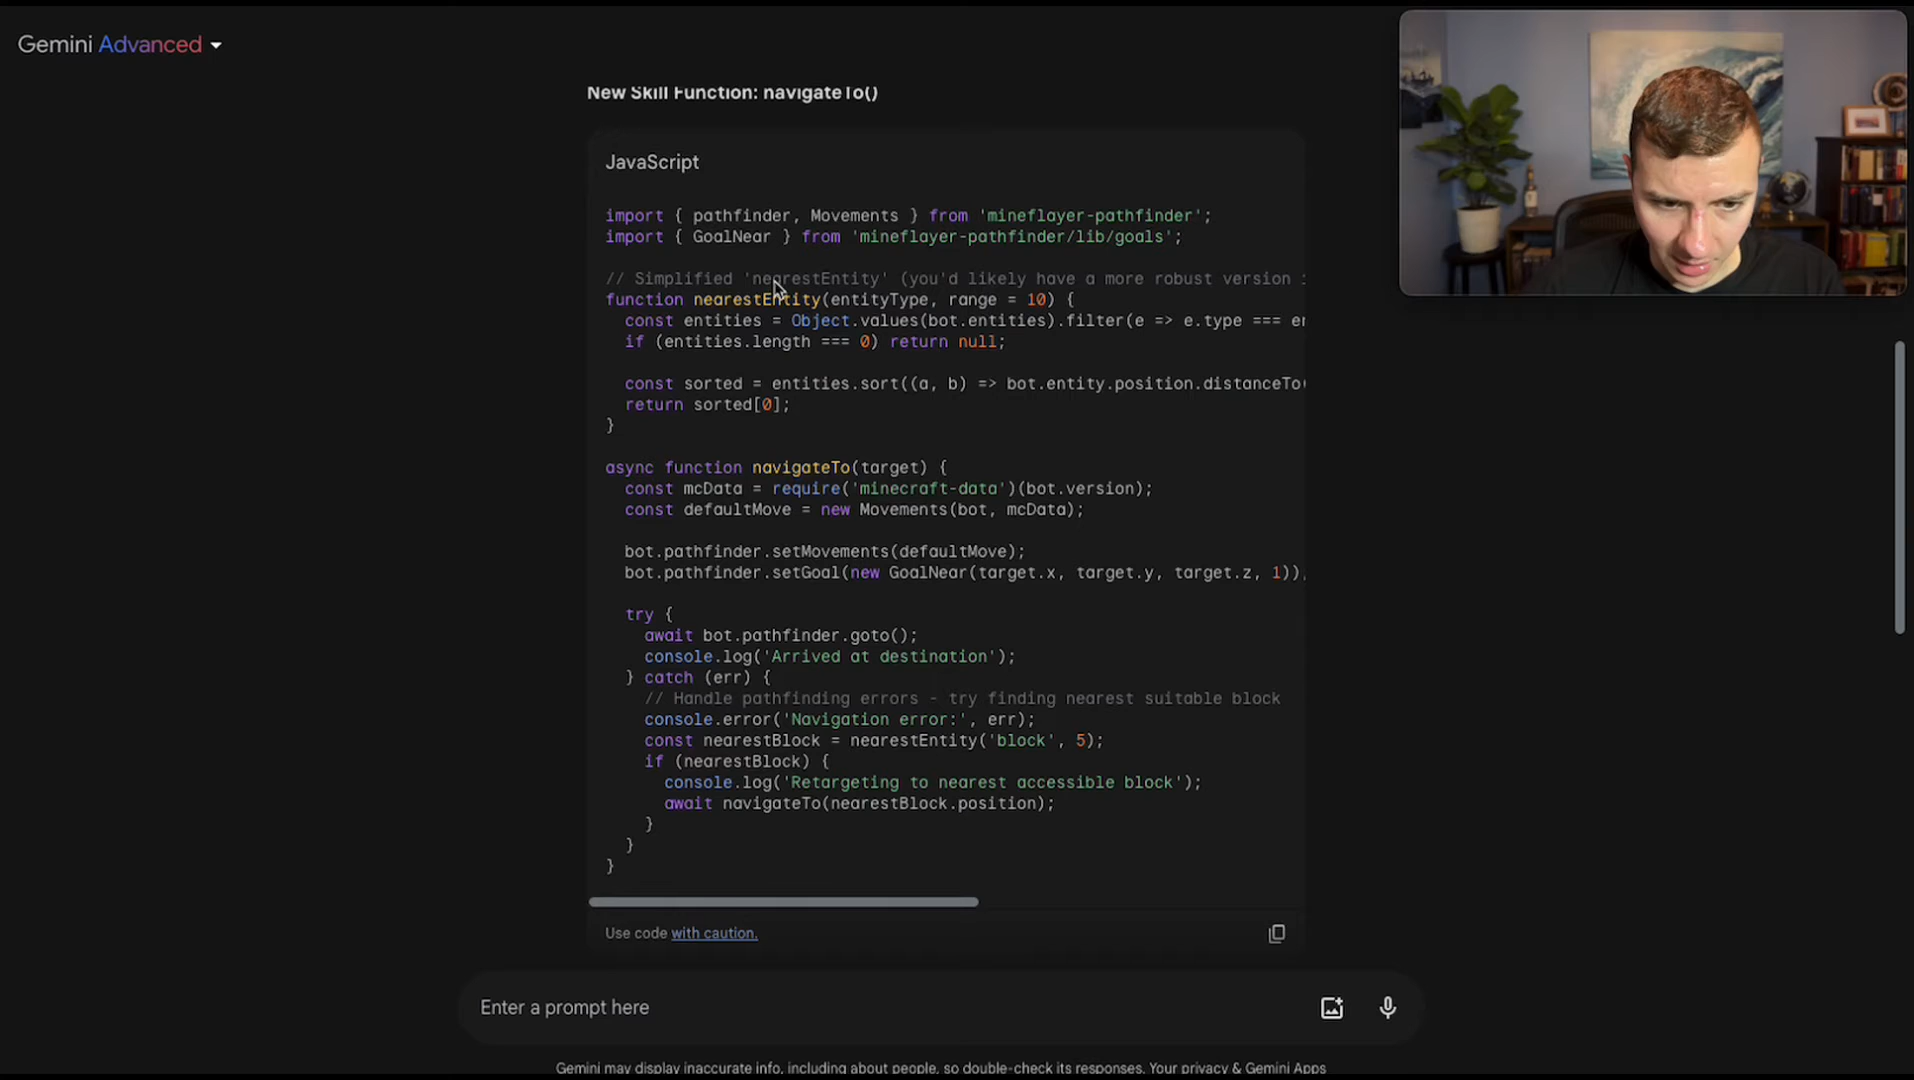 Gemini Advanced
New Skill Function: navigateTo()
JavaScript
import { pathfinder, Movements } from 'mineflayer-pathfinder';
import { GoalNear } from 'mineflayer-pathfinder/lib/goals';
// Simplified 'nearestEntity' (you'd likely have a more robust version
function nearestEntity(entityType, range = 10) {
const entities = Object.values(bot.entities).filter(e => e.type === er
if (entities.length === 0) return null;
const sorted = entities.sort((a, b) => bot.entity.position.distanceTo(
return sorted[0];
}
async function navigateTo(target) {
const mcData = require('minecraft-data')(bot.version);
const defaultMove = new Movements(bot, mcData);
bot.pathfinder.setMovements(defaultMove);
bot.pathfinder.setGoal(new GoalNear(target.x, target.y, target.z, 1)),
try {
await bot.pathfinder.goto();
console.log('Arrived at destination');
} catch (err) {
// Handle pathfinding errors - try finding nearest suitable block
console.error('Navigation error:', err);
const nearestBlock = nearestEntity('block', 5);
if (nearestBlock) {
console.log('Retargeting to nearest accessible block');
await navigateTo(nearestBlock.position);
}
}
}
Use code with caution.
Enter a prompt here
Gemini may display inaccurate info, including about people, so double-check its responses. Your privacy & Gemini Apps